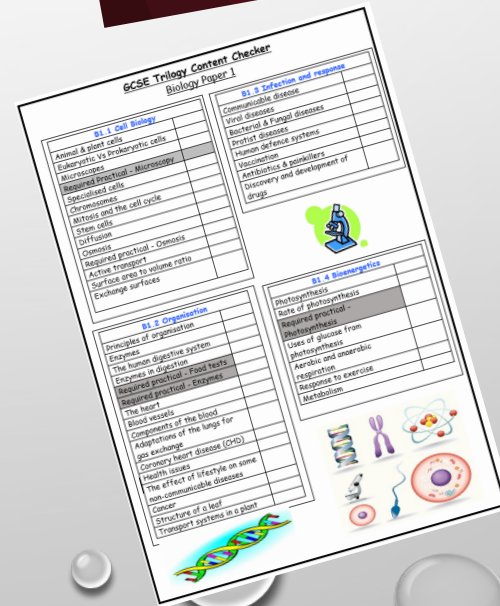 GCSE Trilogy Content Checker
Biology Paper 1
B1.1 Cell Biology
Animal & plant cells
Eukaryotic Vs Prokaryotic cells
Microscopes
Required Practical - Microscopy
Specialised cells
Chromosomes
Mitosis and the cell cycle
Stem cells
Diffusion
Osmosis
Required practical - Osmosis
Active transport
Surface area to volume ratio
Exchange surfaces
B1.2 Organisation
Principles of organisation
Enzymes
The human digestive system
Enzymes in digestion
Required practical - Food tests
Required practical - Enzymes
The heart
Blood vessels
Components of the blood
Adaptations of the lungs for
gas exchange
Coronary heart disease (CHD)
Health issues
The effect of lifestyle on some
non-communicable diseases
Cancer
Structure of a leaf
Transport systems in a plant
B1.3 Infection and response
Communicable disease
Viral diseases
Bacterial & Fungal diseases
Protist diseases
Human defence systems
Vaccination
Antibiotics & painkillers
Discovery and development of
drugs
B1.4 Bioenergetics
Photosynthesis
Rate of photosynthesis
Required practical -
Photosynthesis
Uses of glucose from
photosynthesis
Aerobic and anaerobic
respiration
Response to exercise
Metabolism